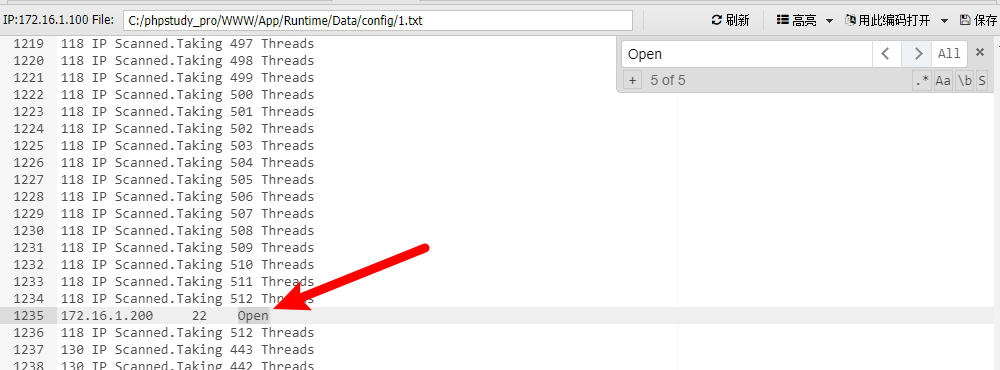 IP:172.16.1.100 File: C:/phpstudy_pro/WWW/App/Runtime/Data/config/1.txt 刷新 高亮 用此编码打开 保存
Open < > All ×
+ 5 of 5 .* Aa \b S
1219 118 IP Scanned.Taking 497 Threads
1220 118 IP Scanned.Taking 498 Threads
1221 118 IP Scanned.Taking 499 Threads
1222 118 IP Scanned.Taking 500 Threads
1223 118 IP Scanned.Taking 501 Threads
1224 118 IP Scanned.Taking 502 Threads
1225 118 IP Scanned.Taking 503 Threads
1226 118 IP Scanned.Taking 504 Threads
1227 118 IP Scanned.Taking 505 Threads
1228 118 IP Scanned.Taking 506 Threads
1229 118 IP Scanned.Taking 507 Threads
1230 118 IP Scanned.Taking 508 Threads
1231 118 IP Scanned.Taking 509 Threads
1232 118 IP Scanned.Taking 510 Threads
1233 118 IP Scanned.Taking 511 Threads
1234 118 IP Scanned.Taking 512 Threads
1235 172.16.1.200 22 Open
1236 118 IP Scanned.Taking 512 Threads
1237 130 IP Scanned.Taking 443 Threads
1238 130 IP Scanned.Taking 442 Threads